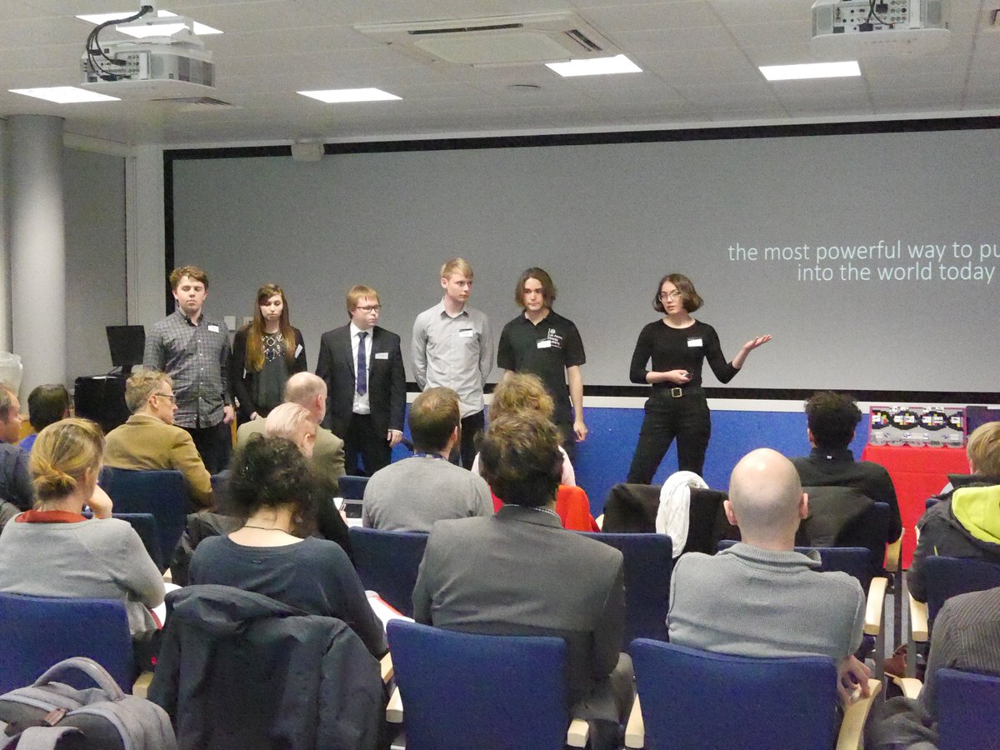 the most powerful way to pu
into the world today